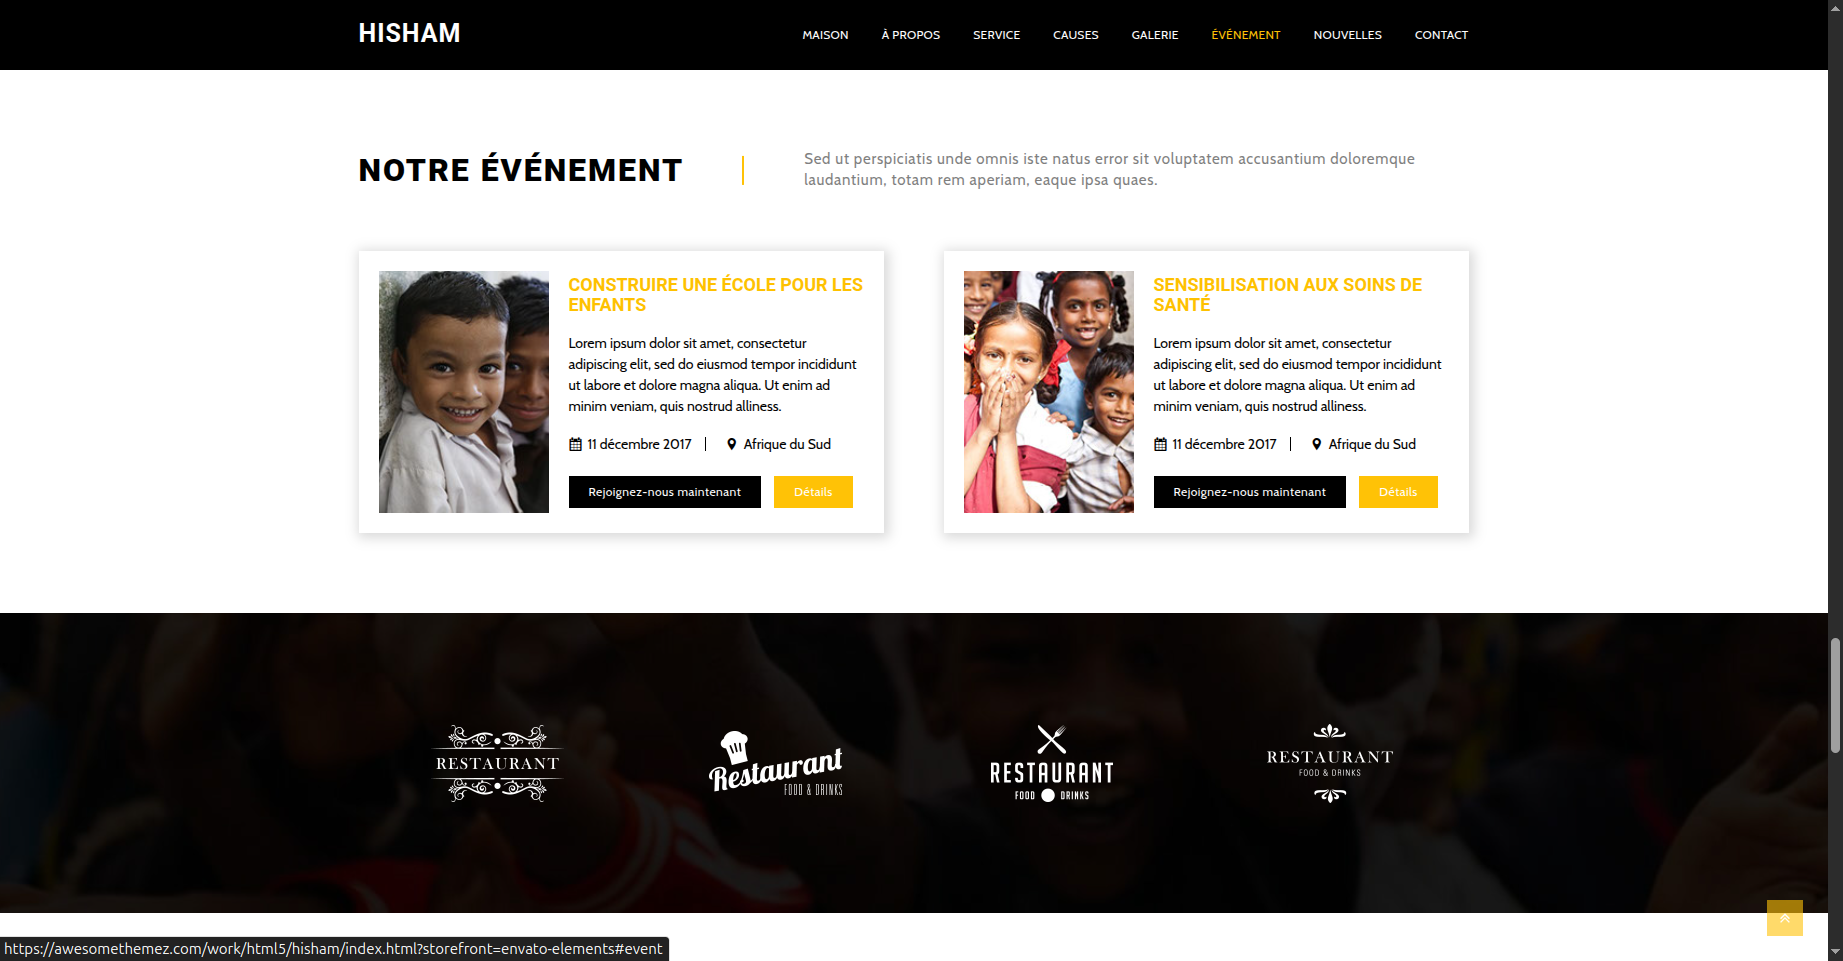 HISHAM
MAISON
À PROPOS
SERVICE
CAUSES
GALERIE
ÉVÉNEMENT
NOUVELLES
CONTACT
NOTRE ÉVÉNEMENT
Sed ut perspiciatis unde omnis iste natus error sit voluptatem accusantium doloremque
laudantium, totam rem aperiam, eaque ipsa quaes.
CONSTRUIRE UNE ÉCOLE POUR LES
ENFANTS
Lorem ipsum dolor sit amet, consectetur
adipiscing elit, sed do eiusmod tempor incididunt
ut labore et dolore magna aliqua. Ut enim ad
minim veniam, quis nostrud alliness.
11 décembre 2017
Afrique du Sud
Rejoignez-nous maintenant
Détails
SENSIBILISATION AUX SOINS DE
SANTÉ
Lorem ipsum dolor sit amet, consectetur
adipiscing elit, sed do eiusmod tempor incididunt
ut labore et dolore magna aliqua. Ut enim ad
minim veniam, quis nostrud alliness.
11 décembre 2017
Afrique du Sud
Rejoignez-nous maintenant
Détails
RESTAURANT
Restaurant
FOOD & DRINKS
RESTAURANT
FOOD DRINKS
RESTAURANT
FOOD & DRINKS
https://awesomethemez.com/work/html5/hisham/index.html?storefront=envato-elements#event